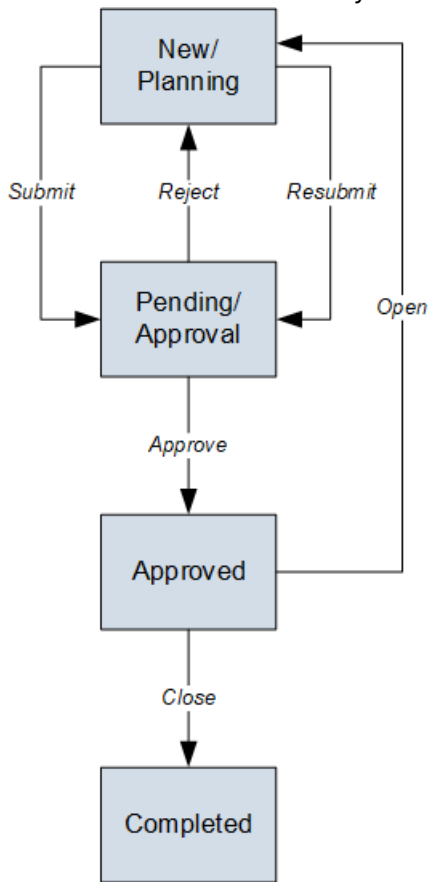 New/
Planning
Submit
Reject
Resubmit
Pending/
Approval
Open
Approve
Approved
Close
Completed